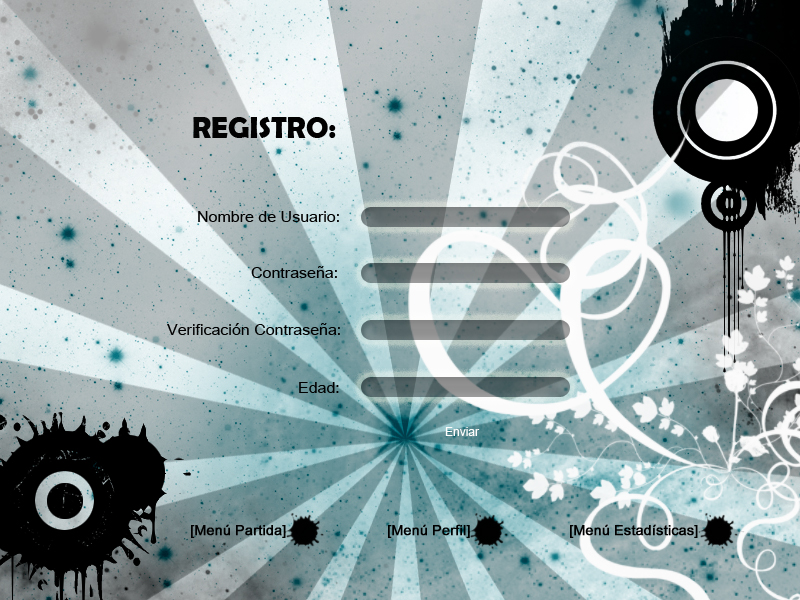 REGISTRO:
Nombre de Usuario:
Contraseña:
Verificación Contraseña:
Edad:
Enviar
[Menú Partida] [Menú Perfil] [Menú Estadísticas]